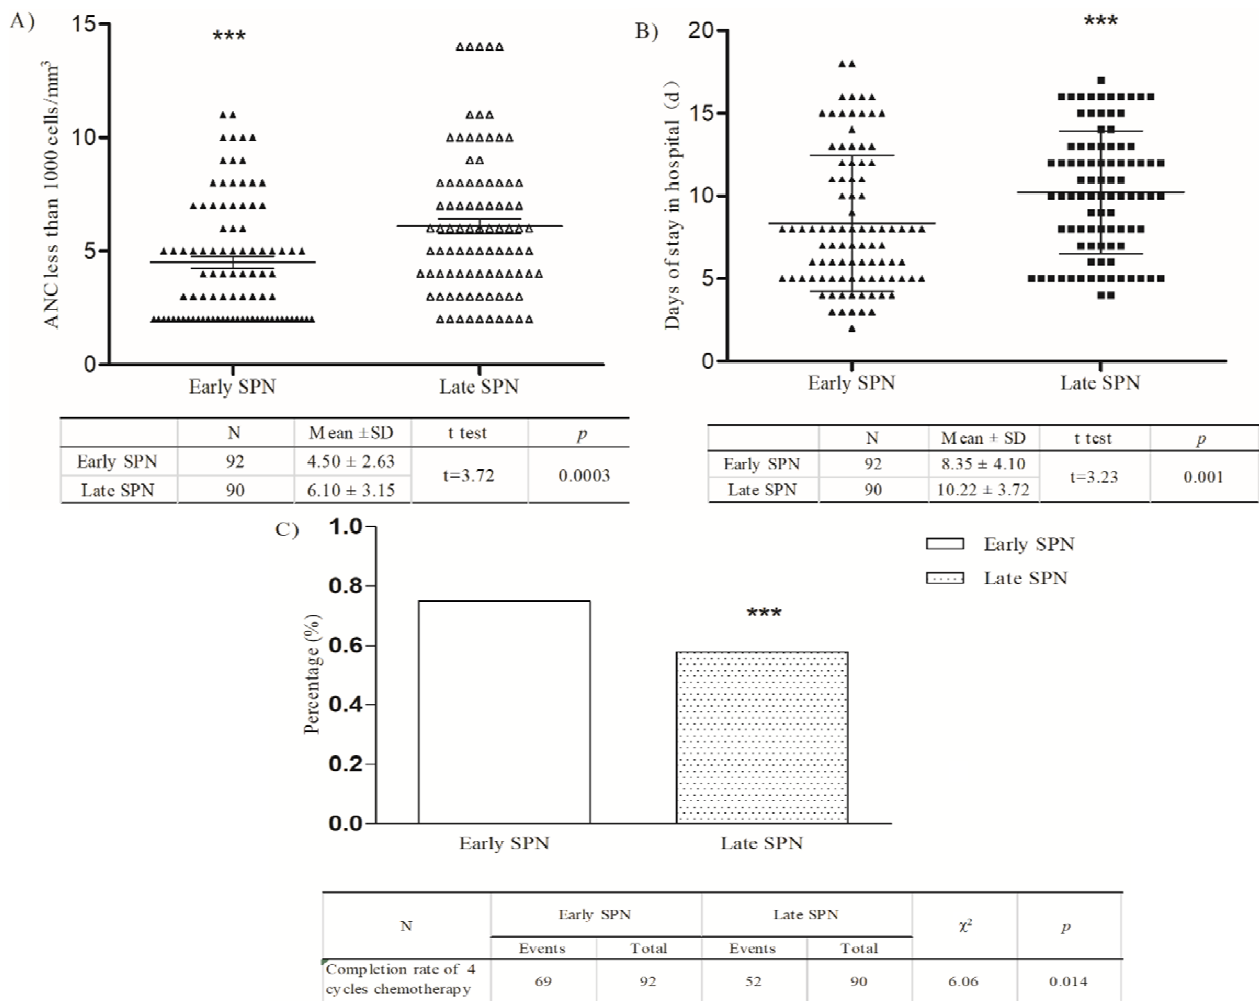 A)
ANC less than 1000 cells/mm³
15
10
5
0
***
Early SPN
Late SPN
N
Mean ±SD
t test
p
Early SPN
92
4.50 ± 2.63
t=3.72
0.0003
Late SPN
90
6.10 ± 3.15
B)
Days of stay in hospital (d)
20
15
10
5
0
***
Early SPN
Late SPN
N
Mean ± SD
t test
p
Early SPN
92
8.35 ± 4.10
t=3.23
0.001
Late SPN
90
10.22 ± 3.72
C)
Percentage (%)
1.0
0.8
0.6
0.4
0.2
0.0
***
Early SPN
Late SPN
Early SPN
Late SPN
N
Early SPN
Late SPN
χ²
p
Events
Total
Events
Total
Completion rate of 4
cycles chemotherapy
69
92
52
90
6.06
0.014